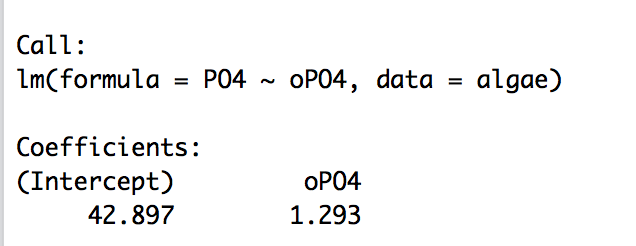 Call:
lm(formula = PO4 ~ oPO4, data = algae)
Coefficients:
(Intercept)         oPO4
     42.897        1.293